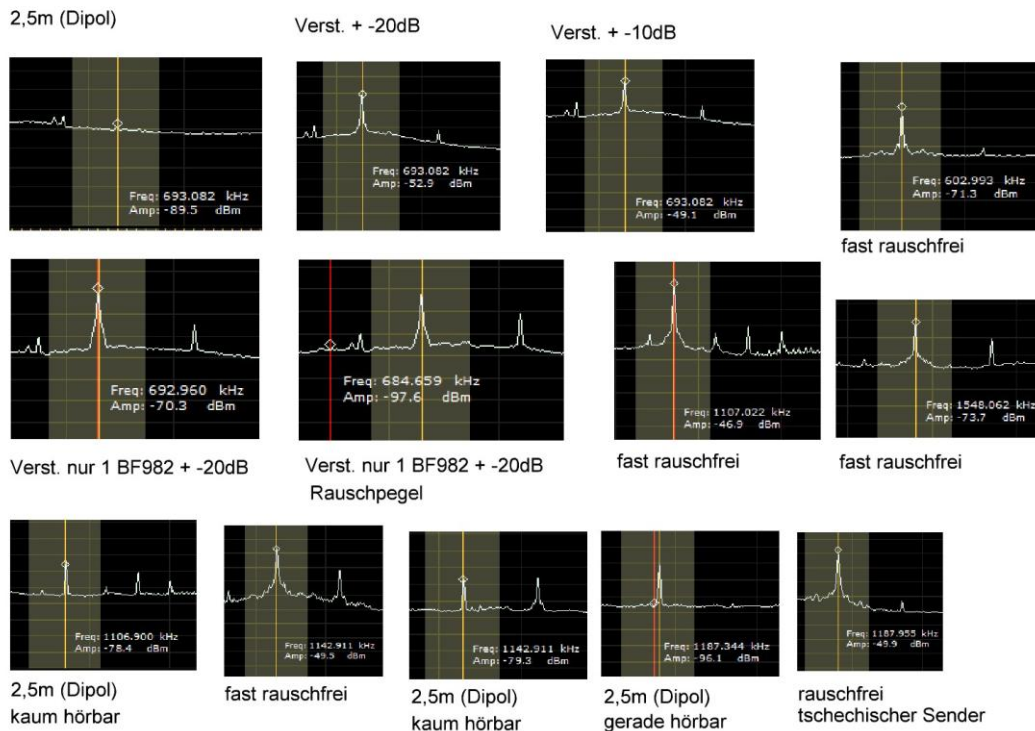 2,5m (Dipol)
Verst. + -20dB
Verst. + -10dB
Freq: 693.082 kHz
Amp: -89.5 dBm
Freq: 693.082 kHz
Amp: -52.9 dBm
Freq: 693.082 kHz
Amp: -49.1 dBm
Freq: 602.993 kHz
Amp: -71.3 dBm
fast rauschfrei
Freq: 692.960 kHz
Amp: -70.3 dBm
Freq: 684.659 kHz
Amp: -97.6 dBm
Freq: 1107.022 kHz
Amp: -46.9 dBm
Freq: 1548.062 kHz
Amp: -73.7 dBm
Verst. nur 1 BF982 + -20dB
Verst. nur 1 BF982 + -20dB
Rauschpegel
fast rauschfrei
fast rauschfrei
Freq: 1106.900 kHz
Amp: -78.4 dBm
Freq: 1142.911 kHz
Amp: -49.5 dBm
Freq: 1142.911 kHz
Amp: -79.3 dBm
Freq: 1187.344 kHz
Amp: -96.1 dBm
Freq: 1187.955 kHz
Amp: -49.9 dBm
2,5m (Dipol)
kaum hörbar
fast rauschfrei
2,5m (Dipol)
kaum hörbar
2,5m (Dipol)
gerade hörbar
rauschfrei
tschechischer Sender